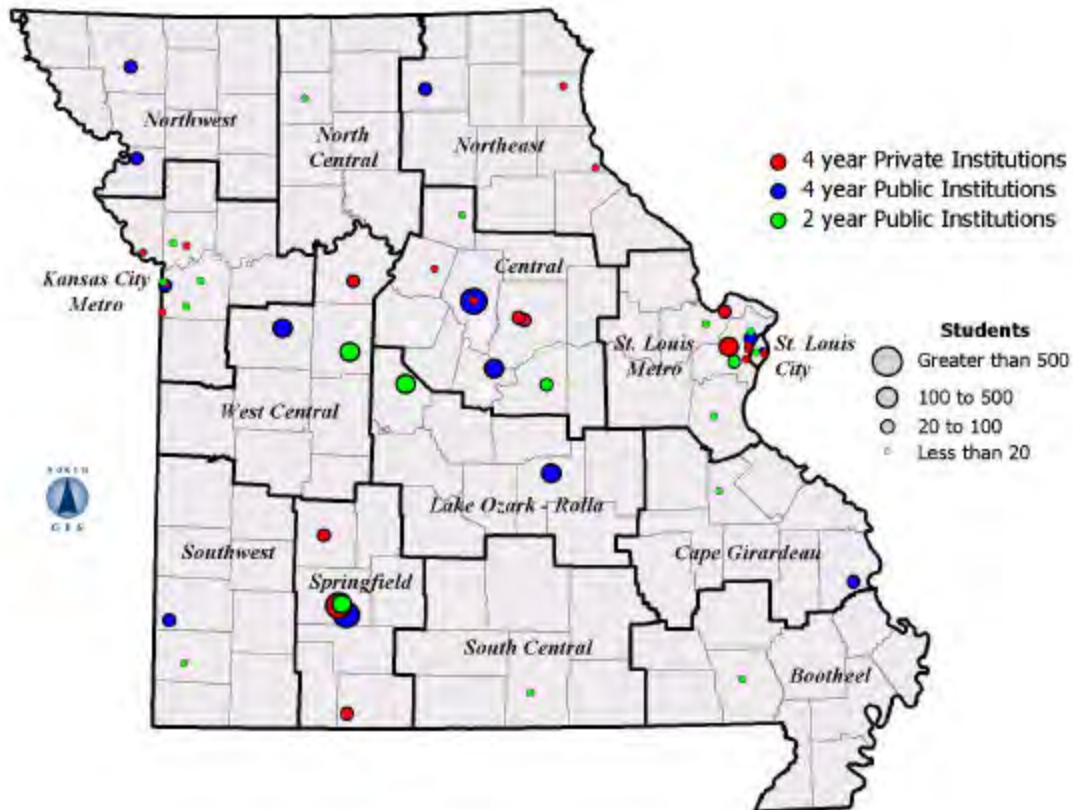 Northwest
North
Central
Northeast
4 year Private Institutions
4 year Public Institutions
2 year Public Institutions
Kansas City
Metro
Central
St. Louis
Metro
St. Louis
City
Students
Greater than 500
100 to 500
20 to 100
Less than 20
West Central
Lake Ozark - Rolla
Southwest
Springfield
Cape Girardeau
South Central
Bootheel